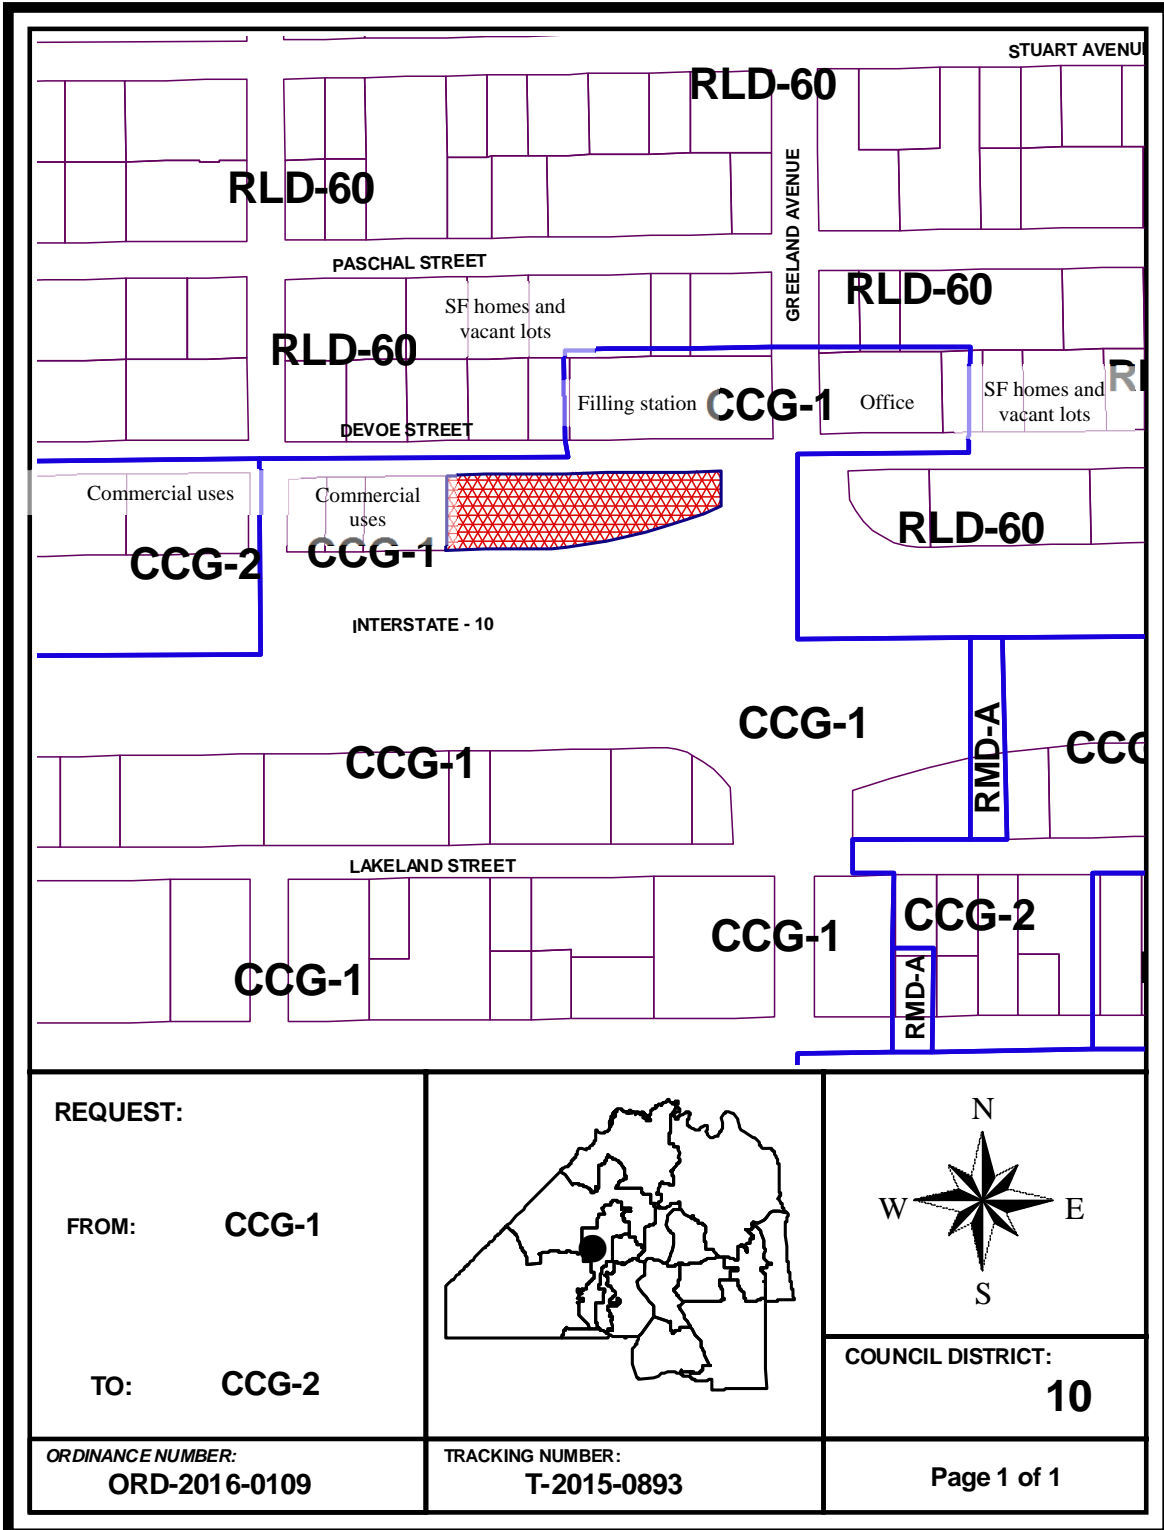 STUART AVENU
RLD-60
GREELAND AVENUE
RLD-60
PASCHAL STREET
RLD-60
SF homes and
vacant lots
RLD-60
Filling station
CCG-1
Office
SF homes and
vacant lots
RL
DEVOE STREET
Commercial uses
Commercial
uses
CCG-2
CCG-1
RLD-60
INTERSTATE - 10
CCG-1
RMD-A
CCG-1
CCG
LAKELAND STREET
CCG-2
CCG-1
CCG-1
RMD-A
REQUEST:
FROM: CCG-1
TO: CCG-2
N
W E
S
COUNCIL DISTRICT:
10
ORDINANCE NUMBER:
ORD-2016-0109
TRACKING NUMBER:
T-2015-0893
Page 1 of 1